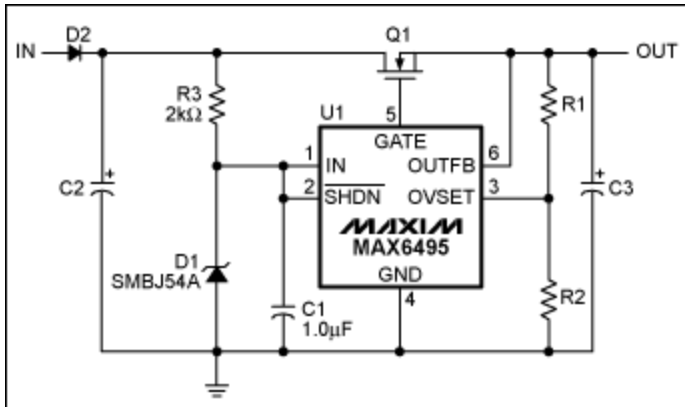 IN
D2
Q1
OUT
R3
2kΩ
U1
5
GATE
R1
1
IN
OUTFB
6
2
SHDN
OVSET
3
C2
C3
MAXIM
MAX6495
D1
SMBJ54A
GND
4
C1
1.0μF
R2
+
+